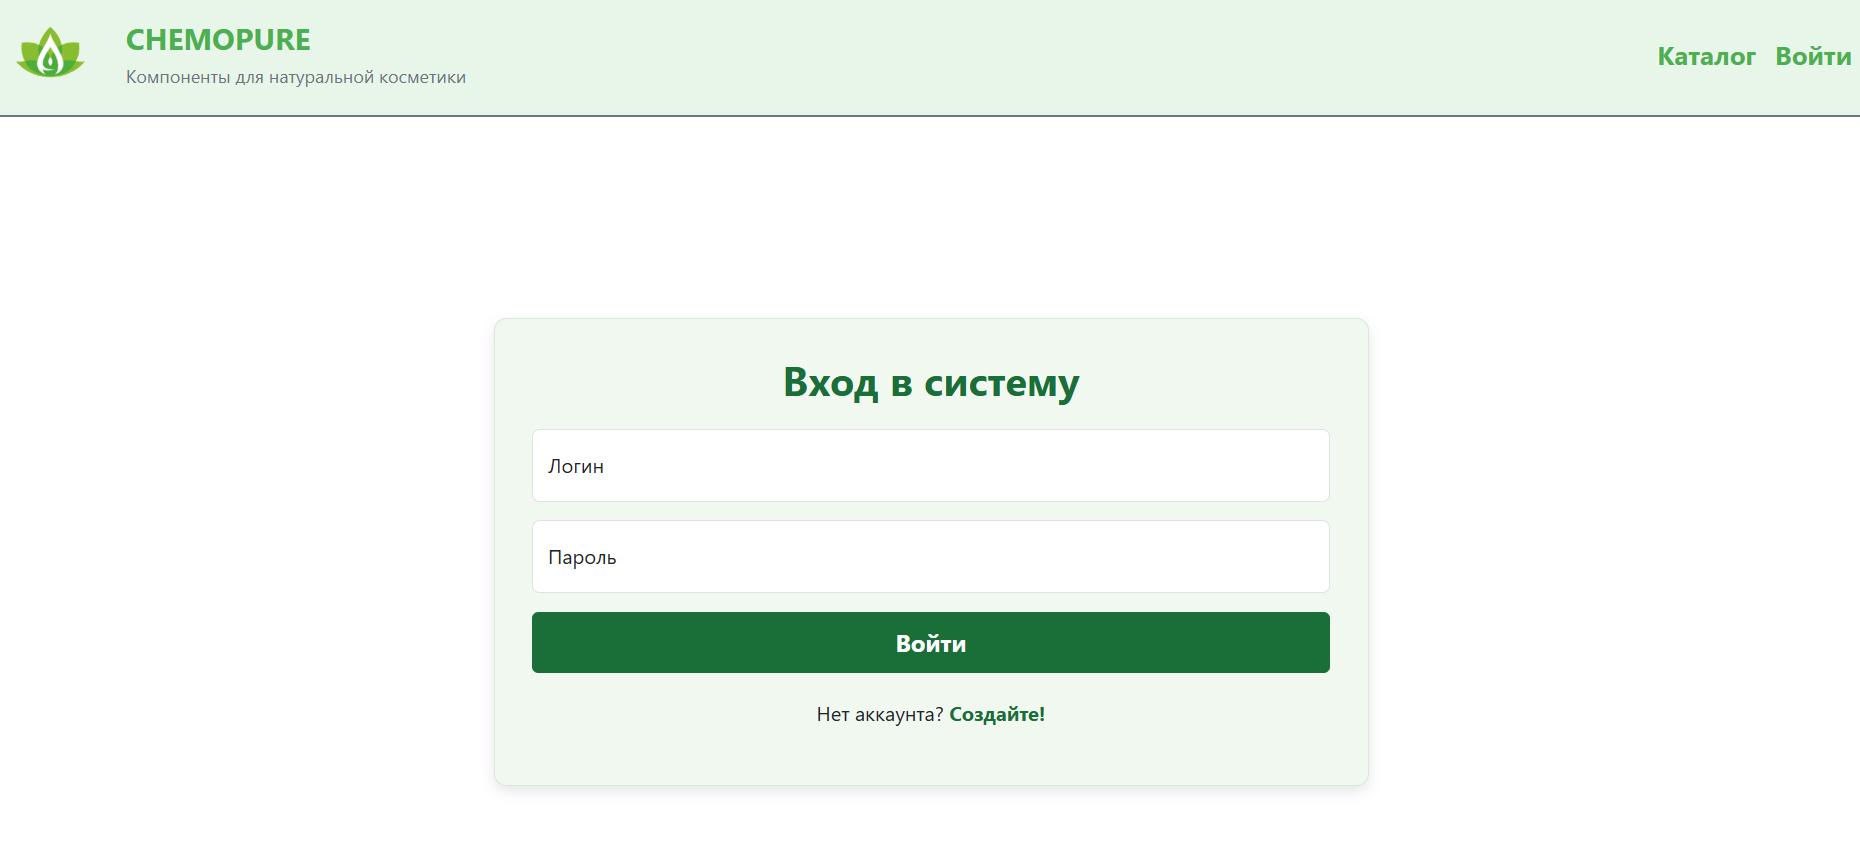 CHEMOPURE
Компоненты для натуральной косметики
Каталог Войти
Вход в систему
Логин
Пароль
Войти
Нет аккаунта? Создайте!